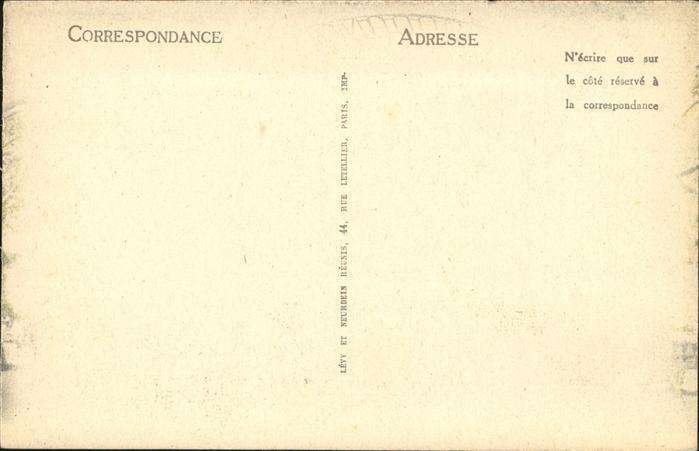 CORRESPONDANCE
ADRESSE
N'écrire que sur
le côté réservé à
la correspondance
LÉVY ET NEURDEIN RÉUNIS, 44, RUE LETELLIER, PARIS, IMP.